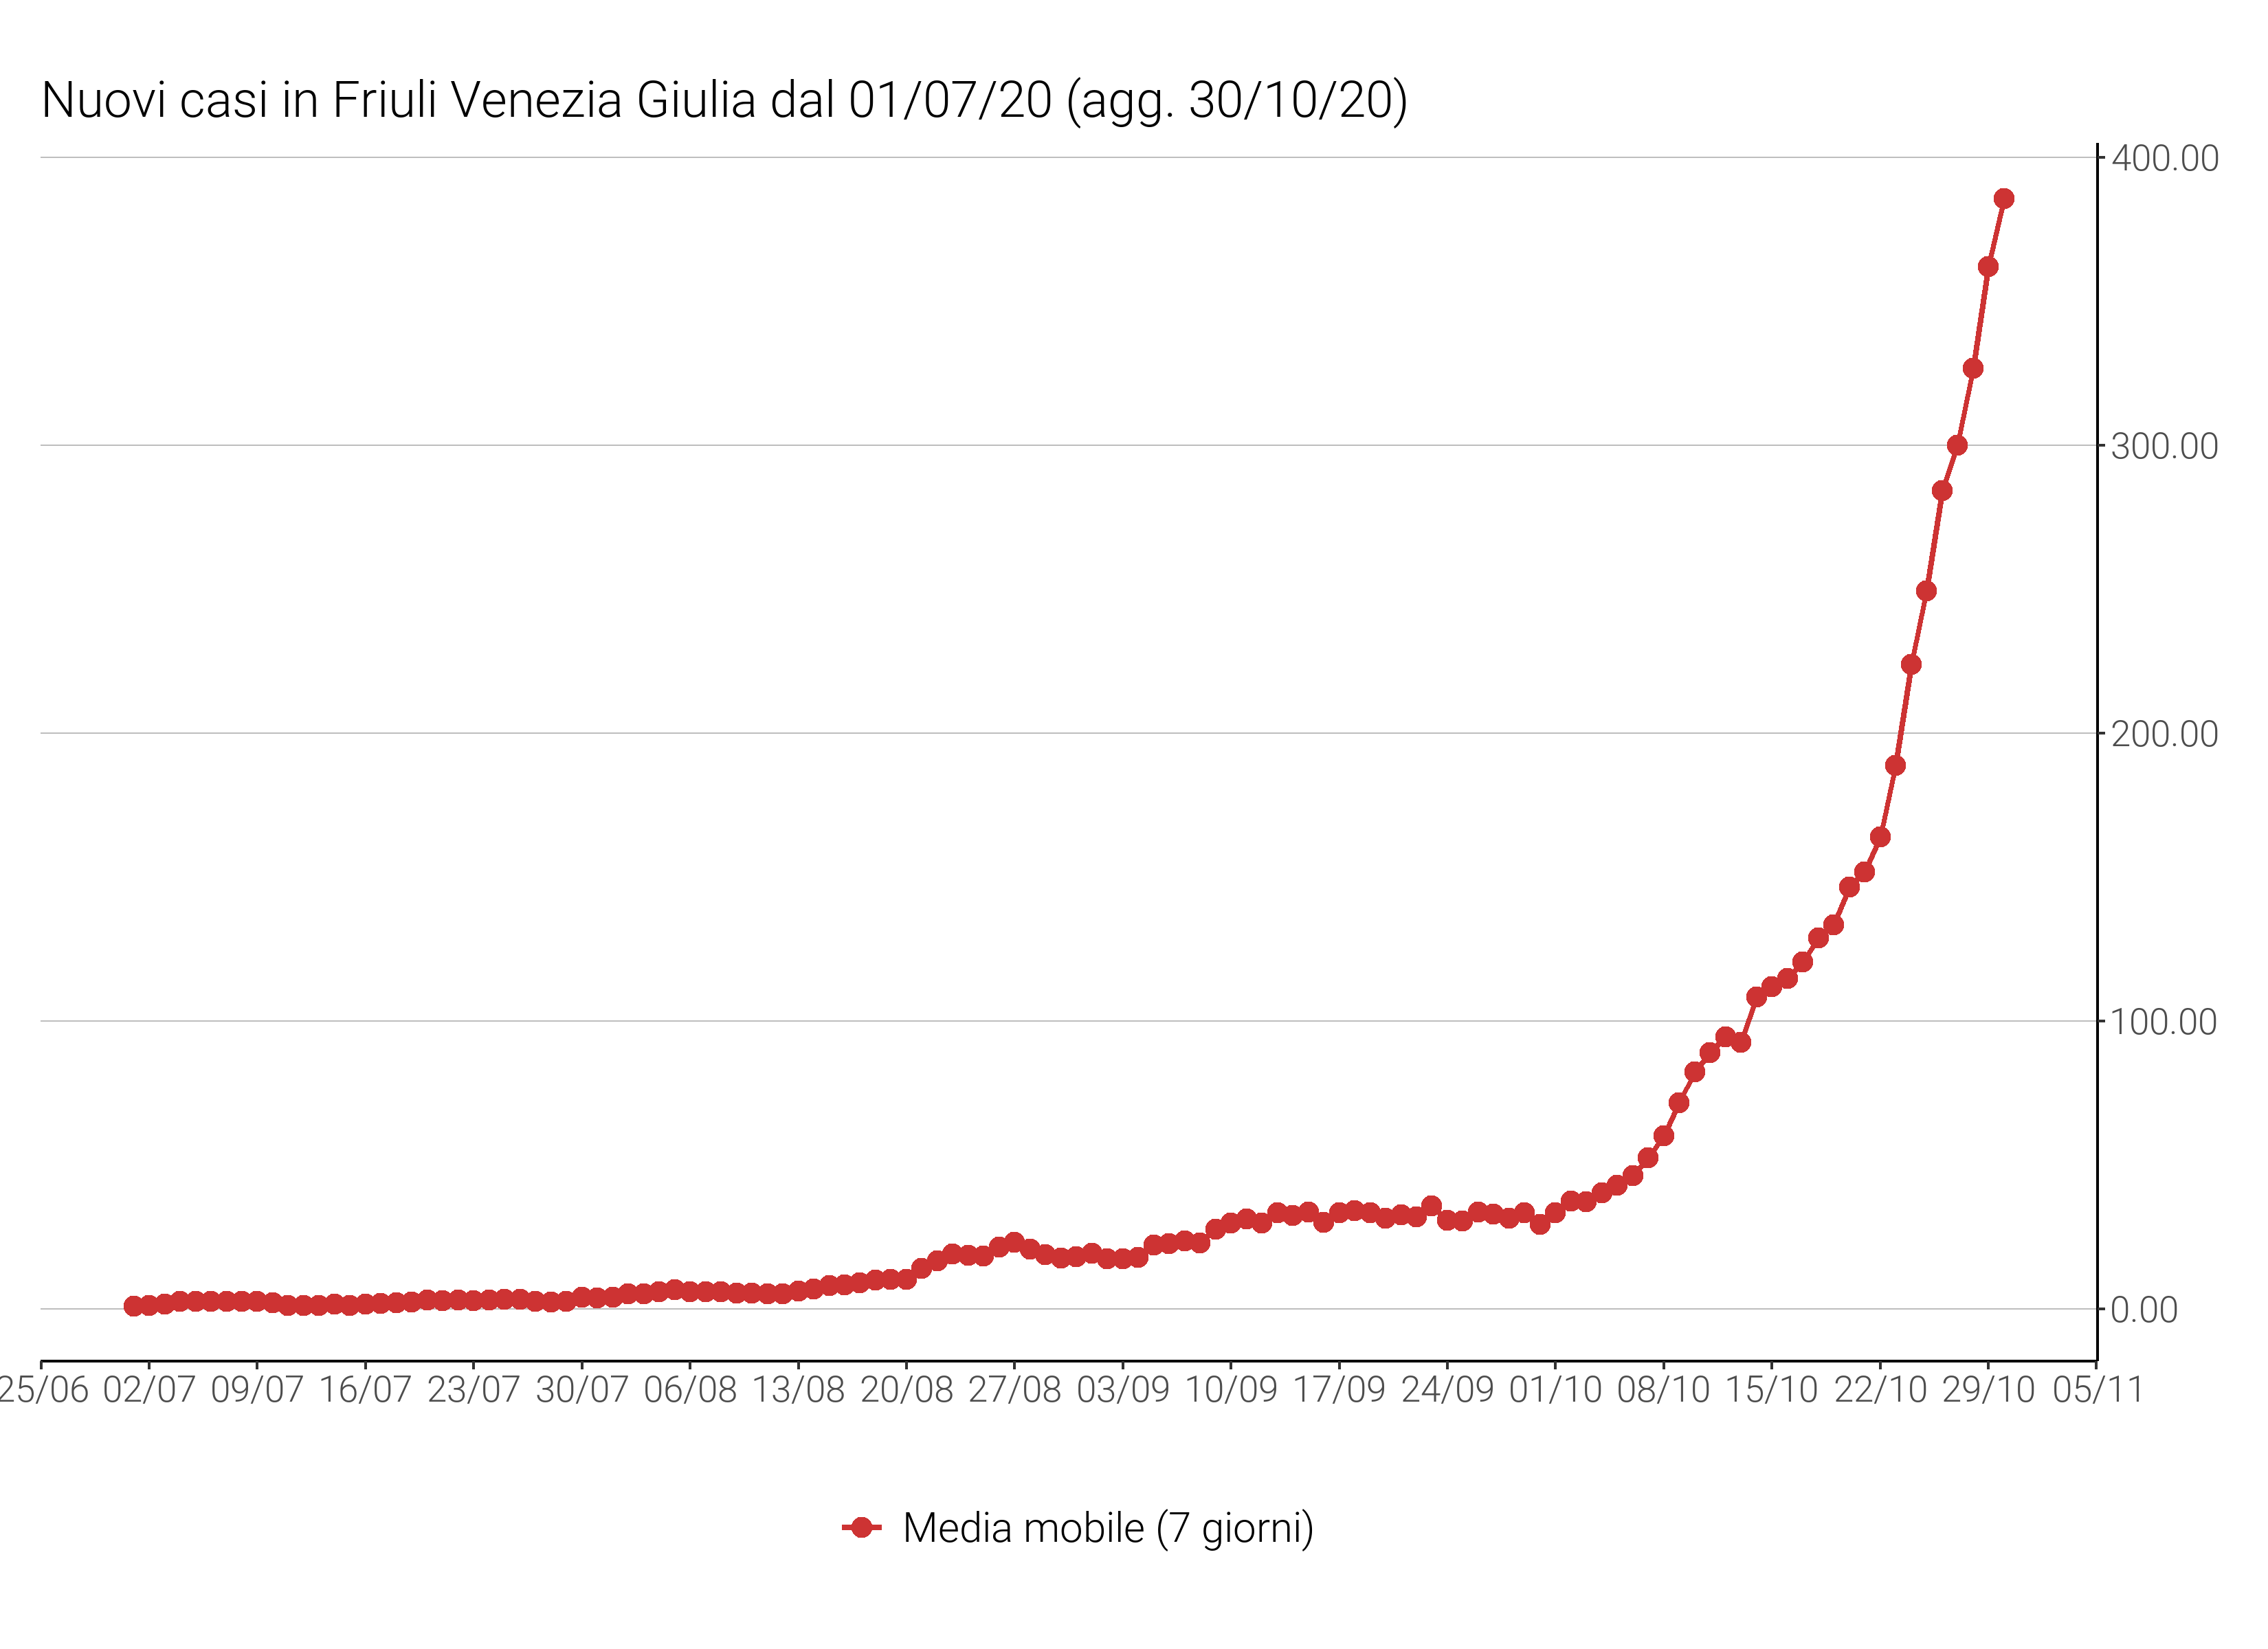 Nuovi casi in Friuli Venezia Giulia dal 01/07/20 (agg. 30/10/20)
400.00
300.00
200.00
100.00
0.00
25/06 02/07 09/07 16/07 23/07 30/07 06/08 13/08 20/08 27/08 03/09 10/09 17/09 24/09 01/10 08/10 15/10 22/10 29/10 05/11
Media mobile (7 giorni)